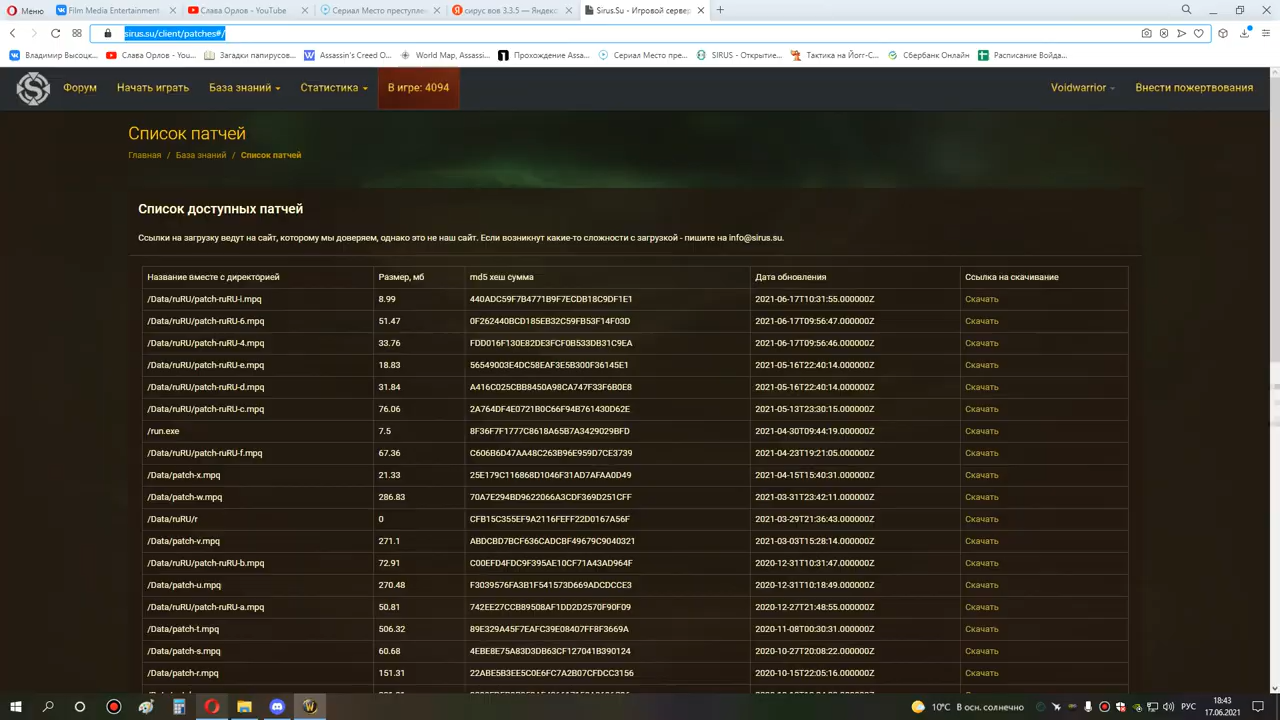 Меню
Film Media Entertainment
Слава Орлов – YouTube
Сериал Место преступлен
сирус вов 3.3.5 — Яндекс
Sirus.Su - Игровой сервер
sirus.su/client/patches#/
Владимир Высоцк...
Слава Орлов - You...
Загадки папирусов...
Assassin's Creed O...
World Map, Assassi...
Прохождение Assa...
Сериал Место пре...
SIRUS - Открытие...
Тактика на Йогг-С...
Сбербанк Онлайн
Расписание Войда...
Форум
Начать играть
База знаний
Статистика
В игре: 4094
Voidwarrior
Внести пожертвования
Список патчей
Главная / База знаний / Список патчей
Список доступных патчей
Ссылки на загрузку ведут на сайт, которому мы доверяем, однако это не наш сайт. Если возникнут какие-то сложности с загрузкой - пишите на info@sirus.su.
Название вместе с директорией Размер, мб md5 хеш сумма Дата обновления Ссылка на скачивание
/Data/ruRU/patch-ruRU-i.mpq 8.99 440ADC59F7B4771B9F7ECDB18C9DF1E1 2021-06-17T10:31:55.000000Z Скачать
/Data/ruRU/patch-ruRU-6.mpq 51.47 0F262440BCD185EB32C59FB53F14F03D 2021-06-17T09:56:47.000000Z Скачать
/Data/ruRU/patch-ruRU-4.mpq 33.76 FDD016F130E82DE3FCF0B533DB31C9EA 2021-06-17T09:56:46.000000Z Скачать
/Data/ruRU/patch-ruRU-e.mpq 18.83 56549003E4DC58EAF3E5B300F36145E1 2021-05-16T22:40:14.000000Z Скачать
/Data/ruRU/patch-ruRU-d.mpq 31.84 A416C025CBB8450A98CA747F33F6B0E8 2021-05-16T22:40:14.000000Z Скачать
/Data/ruRU/patch-ruRU-c.mpq 76.06 2A764DF4E0721B0C66F94B761430D62E 2021-05-13T23:30:15.000000Z Скачать
/run.exe 7.5 8F36F7F1777C8618A65B7A3429029BFD 2021-04-30T09:44:19.000000Z Скачать
/Data/ruRU/patch-ruRU-f.mpq 67.36 C606B6D47AA48C263B96E959D7CE3739 2021-04-23T19:21:05.000000Z Скачать
/Data/patch-x.mpq 21.33 25E179C116868D1046F31AD7AFAA0D49 2021-04-15T15:40:31.000000Z Скачать
/Data/patch-w.mpq 286.83 70A7E294BD9622066A3CDF369D251CFF 2021-03-31T23:42:11.000000Z Скачать
/Data/ruRU/r 0 CFB15C355EF9A2116FEFF22D0167A56F 2021-03-29T21:36:43.000000Z Скачать
/Data/patch-v.mpq 271.1 ABDCBD7BCF636CADCBF49679C9040321 2021-03-03T15:28:14.000000Z Скачать
/Data/ruRU/patch-ruRU-b.mpq 72.91 C00EFD4FDC9F395AE10CF71A43AD964F 2020-12-31T10:31:47.000000Z Скачать
/Data/patch-u.mpq 270.48 F3039576FA3B1F541573D669ADCDCCE3 2020-12-31T10:18:49.000000Z Скачать
/Data/ruRU/patch-ruRU-a.mpq 50.81 742EE27CCB89508AF1DD2D2570F90F09 2020-12-27T21:48:55.000000Z Скачать
/Data/patch-t.mpq 506.32 89E329A45F7EAFC39E08407FF8F3669A 2020-11-08T00:30:31.000000Z Скачать
/Data/patch-s.mpq 60.68 4EBE8E75A83D3DB63CF127041B390124 2020-10-27T20:08:22.000000Z Скачать
/Data/patch-r.mpq 151.31 22ABE5B3EE5C0E6FC7A2B07CFDCC3156 2020-10-15T22:05:16.000000Z Скачать
10°C В осн. солнечно
РУС
18:43
17.06.2021